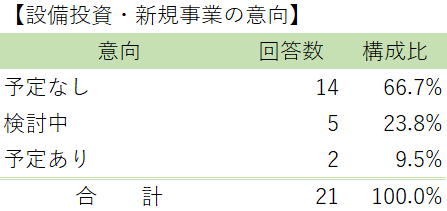 【設備投資・新規事業の意向】
意向 回答数 構成比
予定なし 14 66.7%
検討中 5 23.8%
予定あり 2 9.5%
合　計 21 100.0%